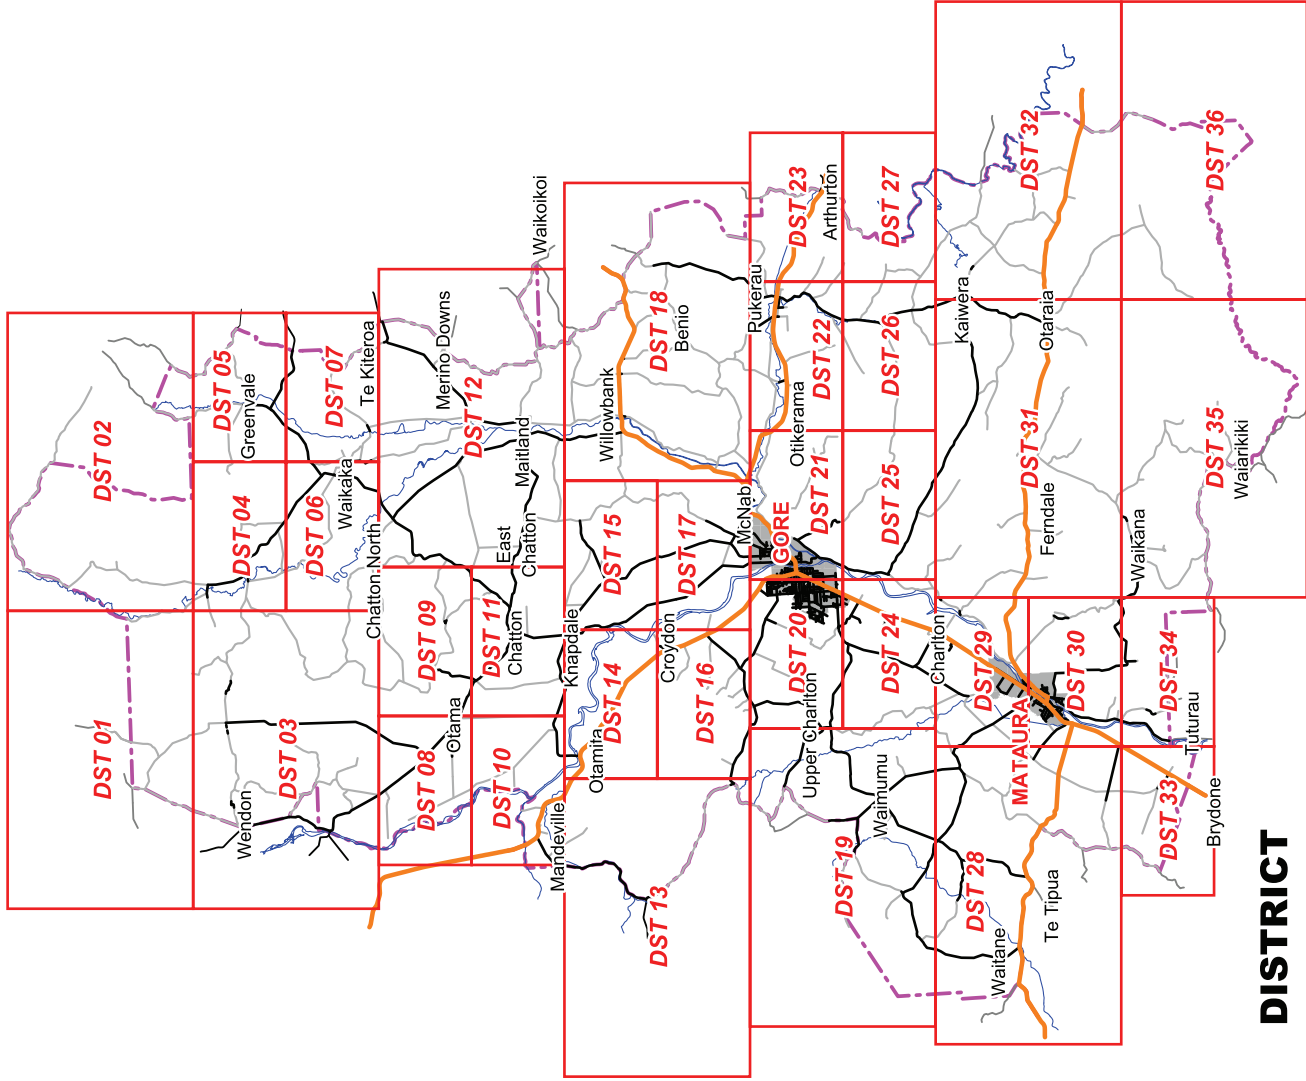 DST 01
DST 02
DST 03
Wendon
DST 04
DST 05
Greenvale
DST 06
Waikaka
DST 07
Te Kiteroa
Chatton North
DST 08
Otama
DST 09
DST 10
DST 11
Chatton
East
Chatton
DST 12
Merino Downs
Maitland
Waikoikoi
Mandeville
DST 13
Otamita
DST 14
Knapdale
DST 15
DST 16
Croydon
DST 17
Willowbank
DST 18
Benio
McNab
GORE
Pukerau
DST 19
Waimumu
Upper Charlton
DST 20
DST 21
Otikerama
DST 22
DST 23
Arthurton
DST 24
DST 25
DST 26
DST 27
Charlton
Kaiwera
Waitane
DST 28
Te Tipua
DST 29
MATAURA
DST 30
DST 31
Ferndale
Otaraia
DST 32
Brydone
DST 33
Tuturau
DST 34
Waikana
DST 35
Waiarikiki
DST 36
DISTRICT